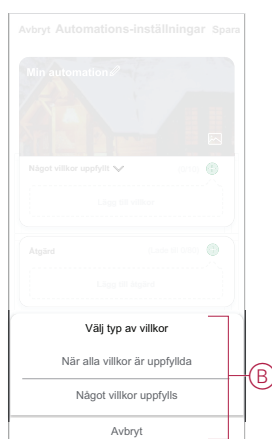 Avbryt Automations-inställningar Spara
Min automation
Något villkor uppfyllt
Lägg till villkor
Åtgärd
Lägg till åtgärd
Välj typ av villkor
När alla villkor är uppfyllda
Något villkor uppfylls
Avbryt
B